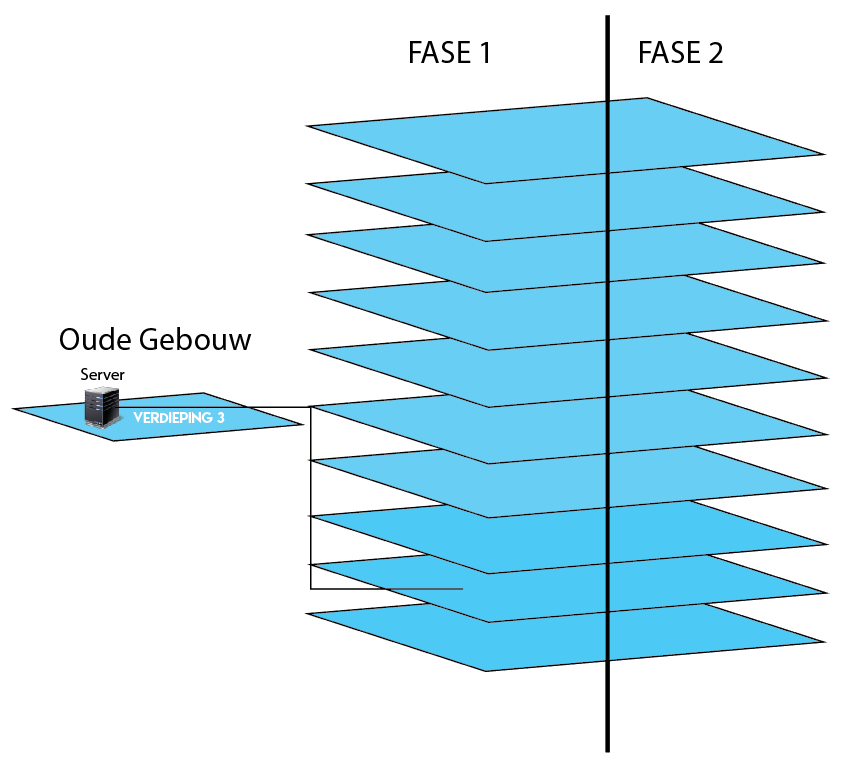 FASE 1
FASE 2
Oude Gebouw
Server
VERDIEPING 3